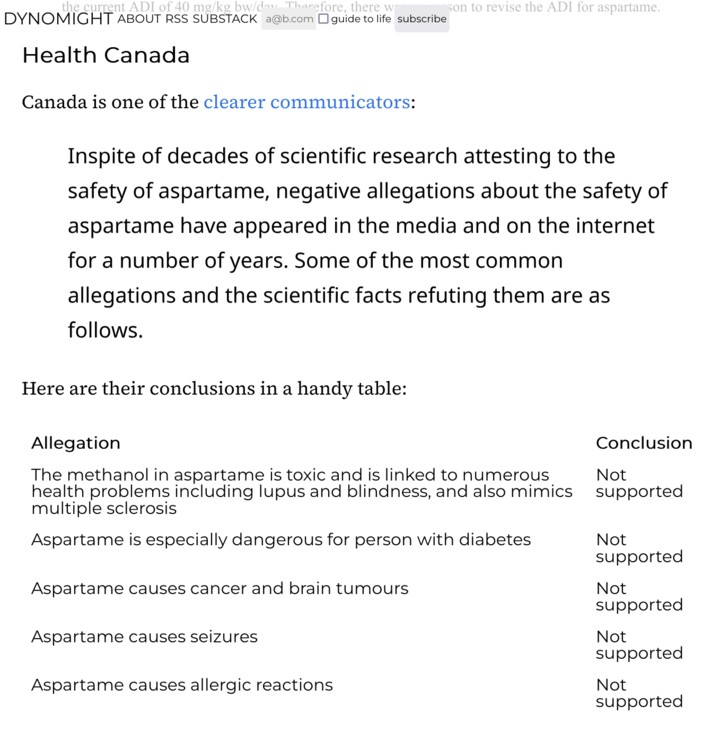 the current ADI of 40 mg/kg bw/day. Therefore, there w son to revise the ADI for aspartame.
DYNOMIGHT ABOUT RSS SUBSTACK a@b.com guide to life subscribe
Health Canada
Canada is one of the clearer communicators:
Inspite of decades of scientific research attesting to the
safety of aspartame, negative allegations about the safety of
aspartame have appeared in the media and on the internet
for a number of years. Some of the most common
allegations and the scientific facts refuting them are as
follows.
Here are their conclusions in a handy table:
Allegation Conclusion
The methanol in aspartame is toxic and is linked to numerous Not
health problems including lupus and blindness, and also mimics supported
multiple sclerosis
Aspartame is especially dangerous for person with diabetes Not
supported
Aspartame causes cancer and brain tumours Not
supported
Aspartame causes seizures Not
supported
Aspartame causes allergic reactions Not
supported